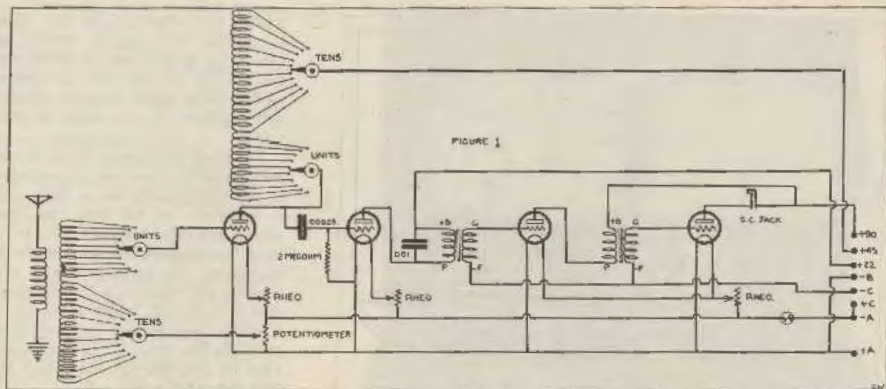 TENS
UNITS
FIGURE 1
UNITS
TENS
.00025
2 MEGOHM
RHEO.
POTENTIOMETER
RHEO
.001
+B
G
P
F
+B
G
P
F
S.C. JACK
RHEO.
+90
+45
+22
-B
-C
+C
-A
+A